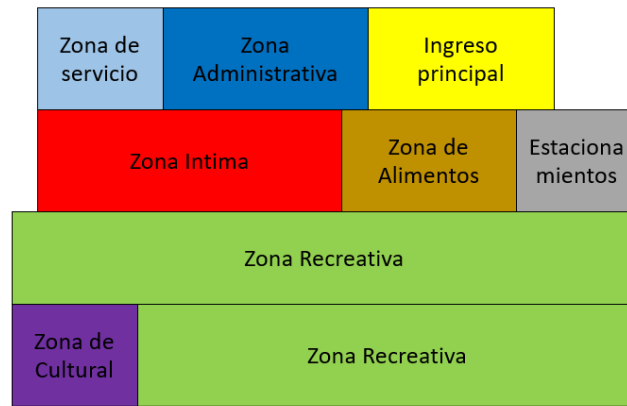 Zona de
servicio
Zona
Administrativa
Ingreso
principal
Zona Intima
Zona de
Alimentos
Estaciona
mientos
Zona Recreativa
Zona de
Cultural
Zona Recreativa